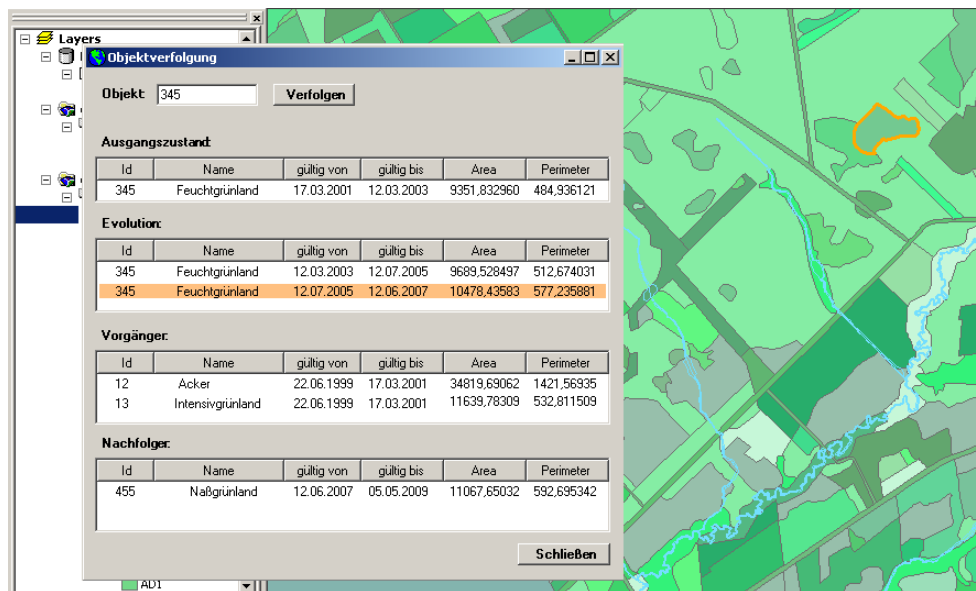 Layers
Objektverfolgung
Objekt: 345 Verfolgen
Ausgangszustand:
Id Name gültig von gültig bis Area Perimeter
345 Feuchtgrünland 17.03.2001 12.03.2003 9351,832960 484,936121
Evolution:
Id Name gültig von gültig bis Area Perimeter
345 Feuchtgrünland 12.03.2003 12.07.2005 9689,528497 512,674031
345 Feuchtgrünland 12.07.2005 12.06.2007 10478,43583 577,235881
Vorgänger:
Id Name gültig von gültig bis Area Perimeter
12 Acker 22.06.1999 17.03.2001 34819,69062 1421,56935
13 Intensivgrünland 22.06.1999 17.03.2001 11639,78309 532,811509
Nachfolger:
Id Name gültig von gültig bis Area Perimeter
455 Naßgrünland 12.06.2007 05.05.2009 11067,65032 592,695342
Schließen
AD1